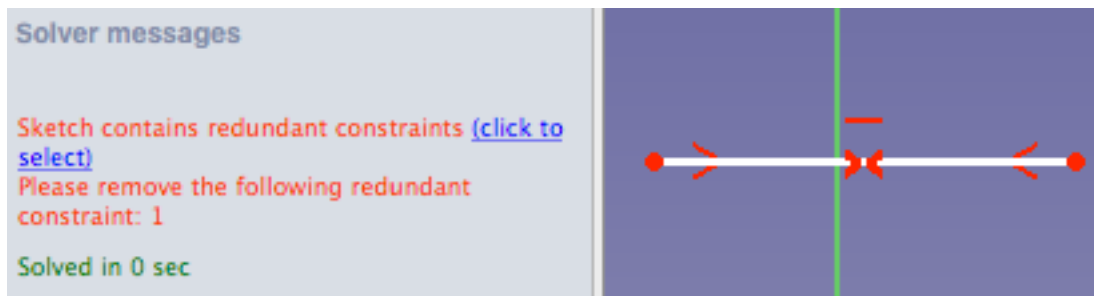 Solver messages
Sketch contains redundant constraints (click to
select)
Please remove the following redundant
constraint: 1
Solved in 0 sec